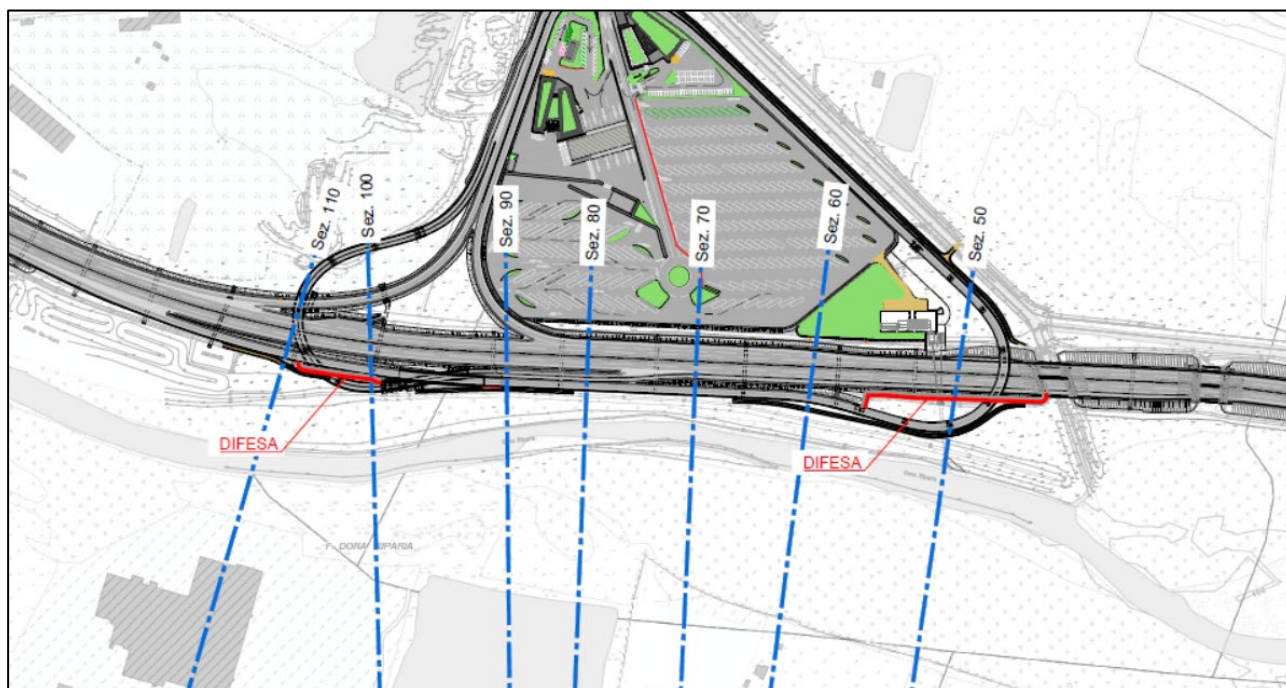 Sez. 110
Sez. 100
Sez. 90
Sez. 80
Sez. 70
Sez. 60
Sez. 50
DIFESA
DIFESA
F. DORA RIPARIA